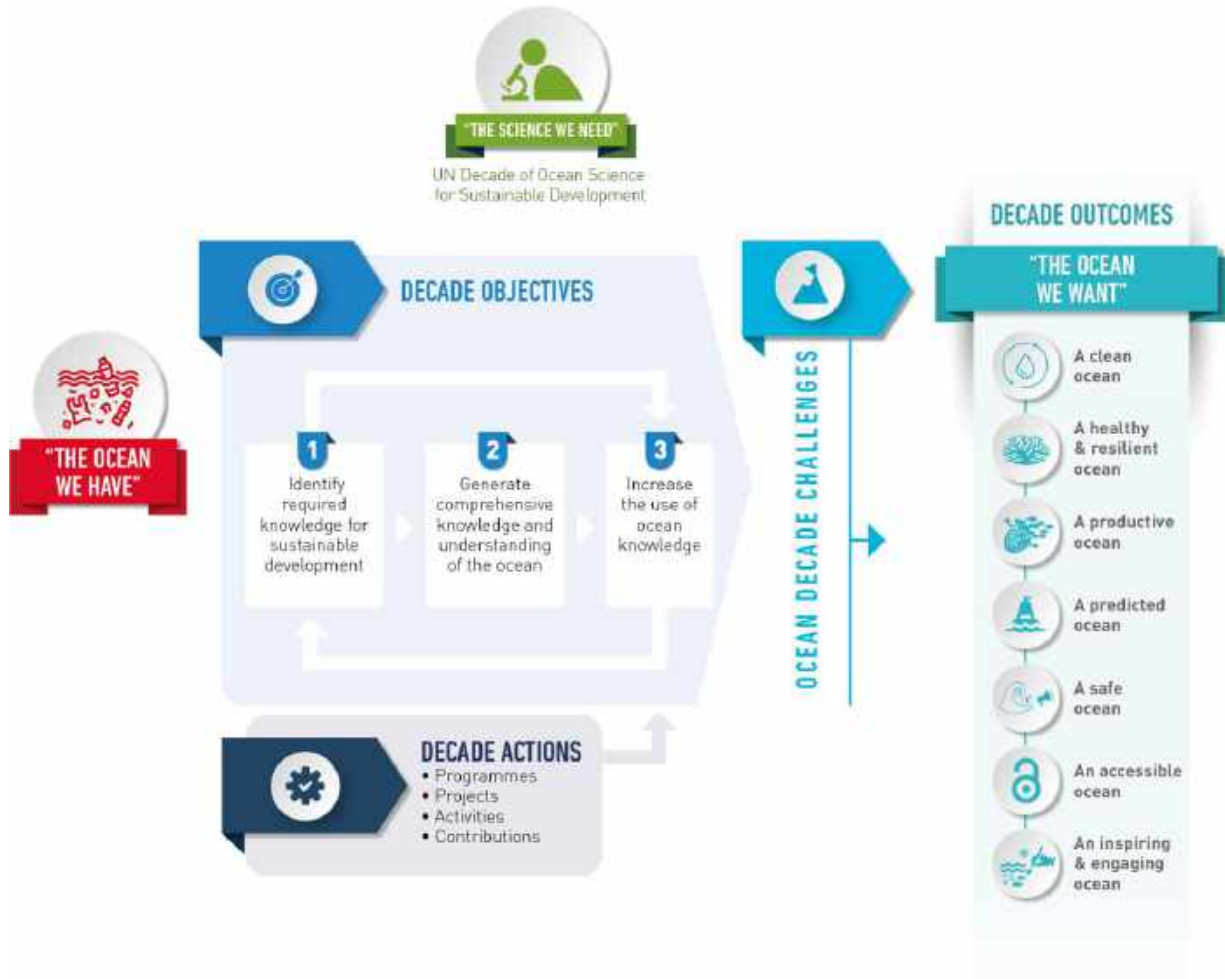 "THE SCIENCE WE NEED"
UN Decade of Ocean Science
for Sustainable Development
"THE OCEAN
WE HAVE"
DECADE OBJECTIVES
1
Identify
required
knowledge for
sustainable
development
2
Generate
comprehensive
knowledge and
understanding
of the ocean
3
Increase
the use of
ocean
knowledge
DECADE ACTIONS
• Programmes
• Projects
• Activities
• Contributions
OCEAN DECADE CHALLENGES
DECADE OUTCOMES
"THE OCEAN
WE WANT"
A clean
ocean
A healthy
& resilient
ocean
A productive
ocean
A predicted
ocean
A safe
ocean
An accessible
ocean
An inspiring
& engaging
ocean